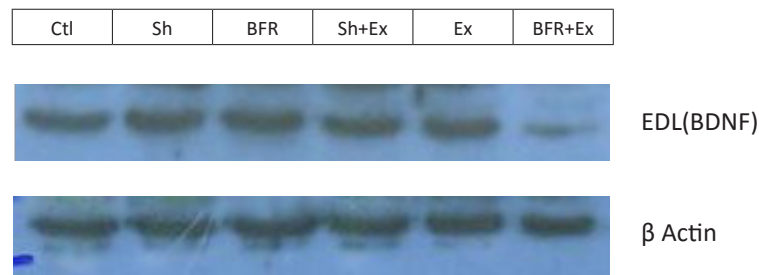 Ctl Sh BFR Sh+Ex Ex BFR+Ex
EDL(BDNF)
β Actin